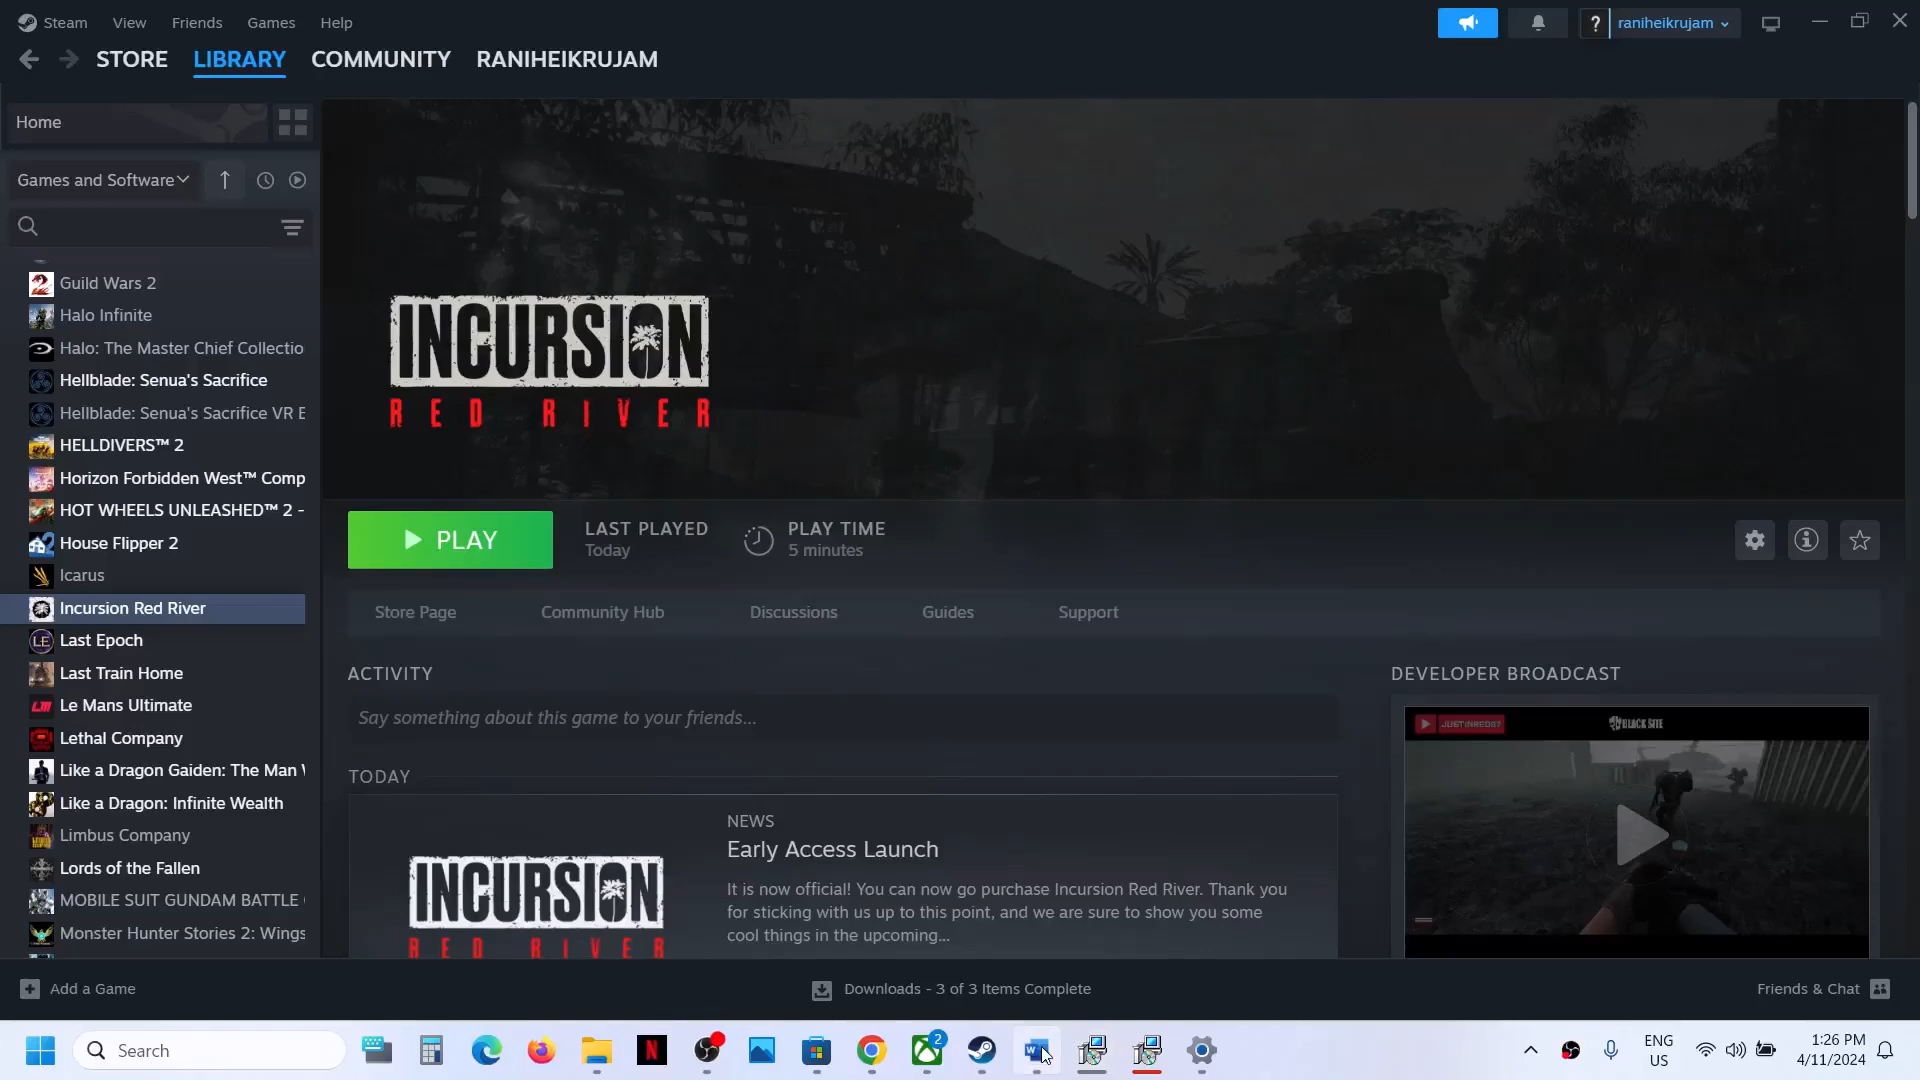 Steam View Friends Games Help
? raniheikrujam
STORE LIBRARY COMMUNITY RANIHEIKRUJAM
Home
Games and Software
Guild Wars 2
Halo Infinite
Halo: The Master Chief Collectio
Hellblade: Senua's Sacrifice
Hellblade: Senua's Sacrifice VR E
HELLDIVERS™ 2
Horizon Forbidden West™ Comp
HOT WHEELS UNLEASHED™ 2 -
House Flipper 2
Icarus
Incursion Red River
Last Epoch
Last Train Home
Le Mans Ultimate
Lethal Company
Like a Dragon Gaiden: The Man
Like a Dragon: Infinite Wealth
Limbus Company
Lords of the Fallen
MOBILE SUIT GUNDAM BATTLE
Monster Hunter Stories 2: Wings
INCURSION
RED RIVER
PLAY
LAST PLAYED
Today
PLAY TIME
5 minutes
Store Page Community Hub Discussions Guides Support
ACTIVITY
Say something about this game to your friends...
TODAY
INCURSION
RED RIVER
NEWS
Early Access Launch
It is now official! You can now go purchase Incursion Red River. Thank you
for sticking with us up to this point, and we are sure to show you some
cool things in the upcoming...
DEVELOPER BROADCAST
BLACK SITE
Add a Game
Downloads - 3 of 3 Items Complete
Friends & Chat
Search
2
ENG
US
1:26 PM
4/11/2024